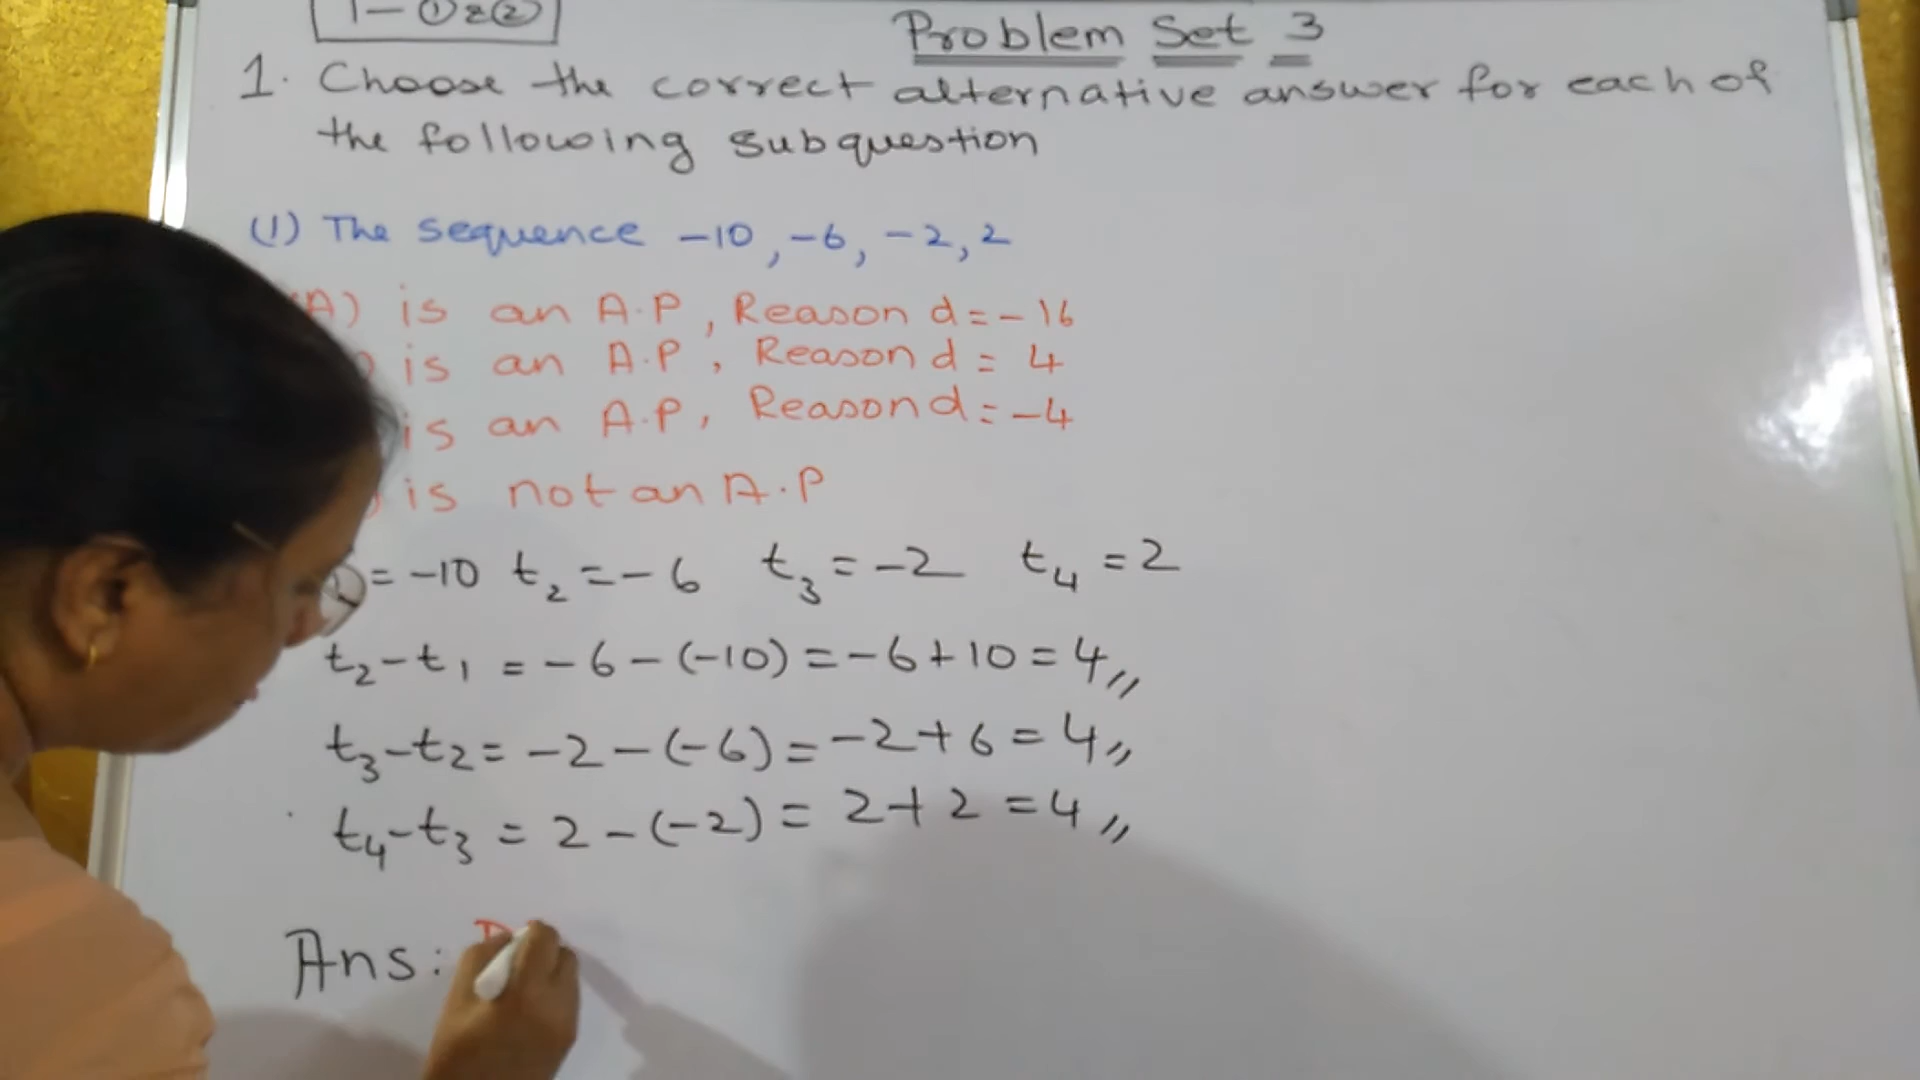 1-①&②
Problem Set 3
1. Choose the correct alternative answer for each of
the following subquestion
(1) The sequence -10, -6, -2, 2
A) is an A.P, Reason d = -16
) is an A.P, Reason d = 4
is an A.P, Reason d = -4
) is not an A.P
= -10 t₂ = -6 t₃ = -2 t₄ = 2
t₂-t₁ = -6-(-10) = -6+10 = 4,,
t₃-t₂ = -2-(-6) = -2+6 = 4,,
t₄-t₃ = 2-(-2) = 2+2 = 4,,
Ans: